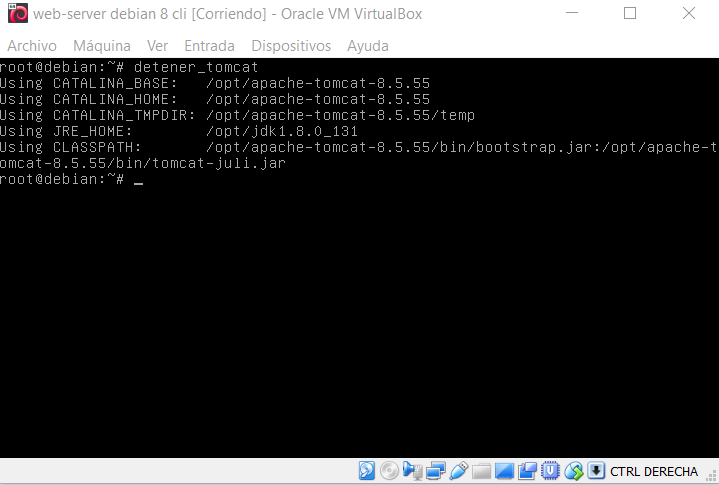 web-server debian 8 cli [Corriendo] - Oracle VM VirtualBox
Archivo Máquina Ver Entrada Dispositivos Ayuda
root@debian:~# detener_tomcat
Using CATALINA_BASE:   /opt/apache-tomcat-8.5.55
Using CATALINA_HOME:   /opt/apache-tomcat-8.5.55
Using CATALINA_TMPDIR: /opt/apache-tomcat-8.5.55/temp
Using JRE_HOME:        /opt/jdk1.8.0_131
Using CLASSPATH:       /opt/apache-tomcat-8.5.55/bin/bootstrap.jar:/opt/apache-t
omcat-8.5.55/bin/tomcat-juli.jar
root@debian:~# _
CTRL DERECHA